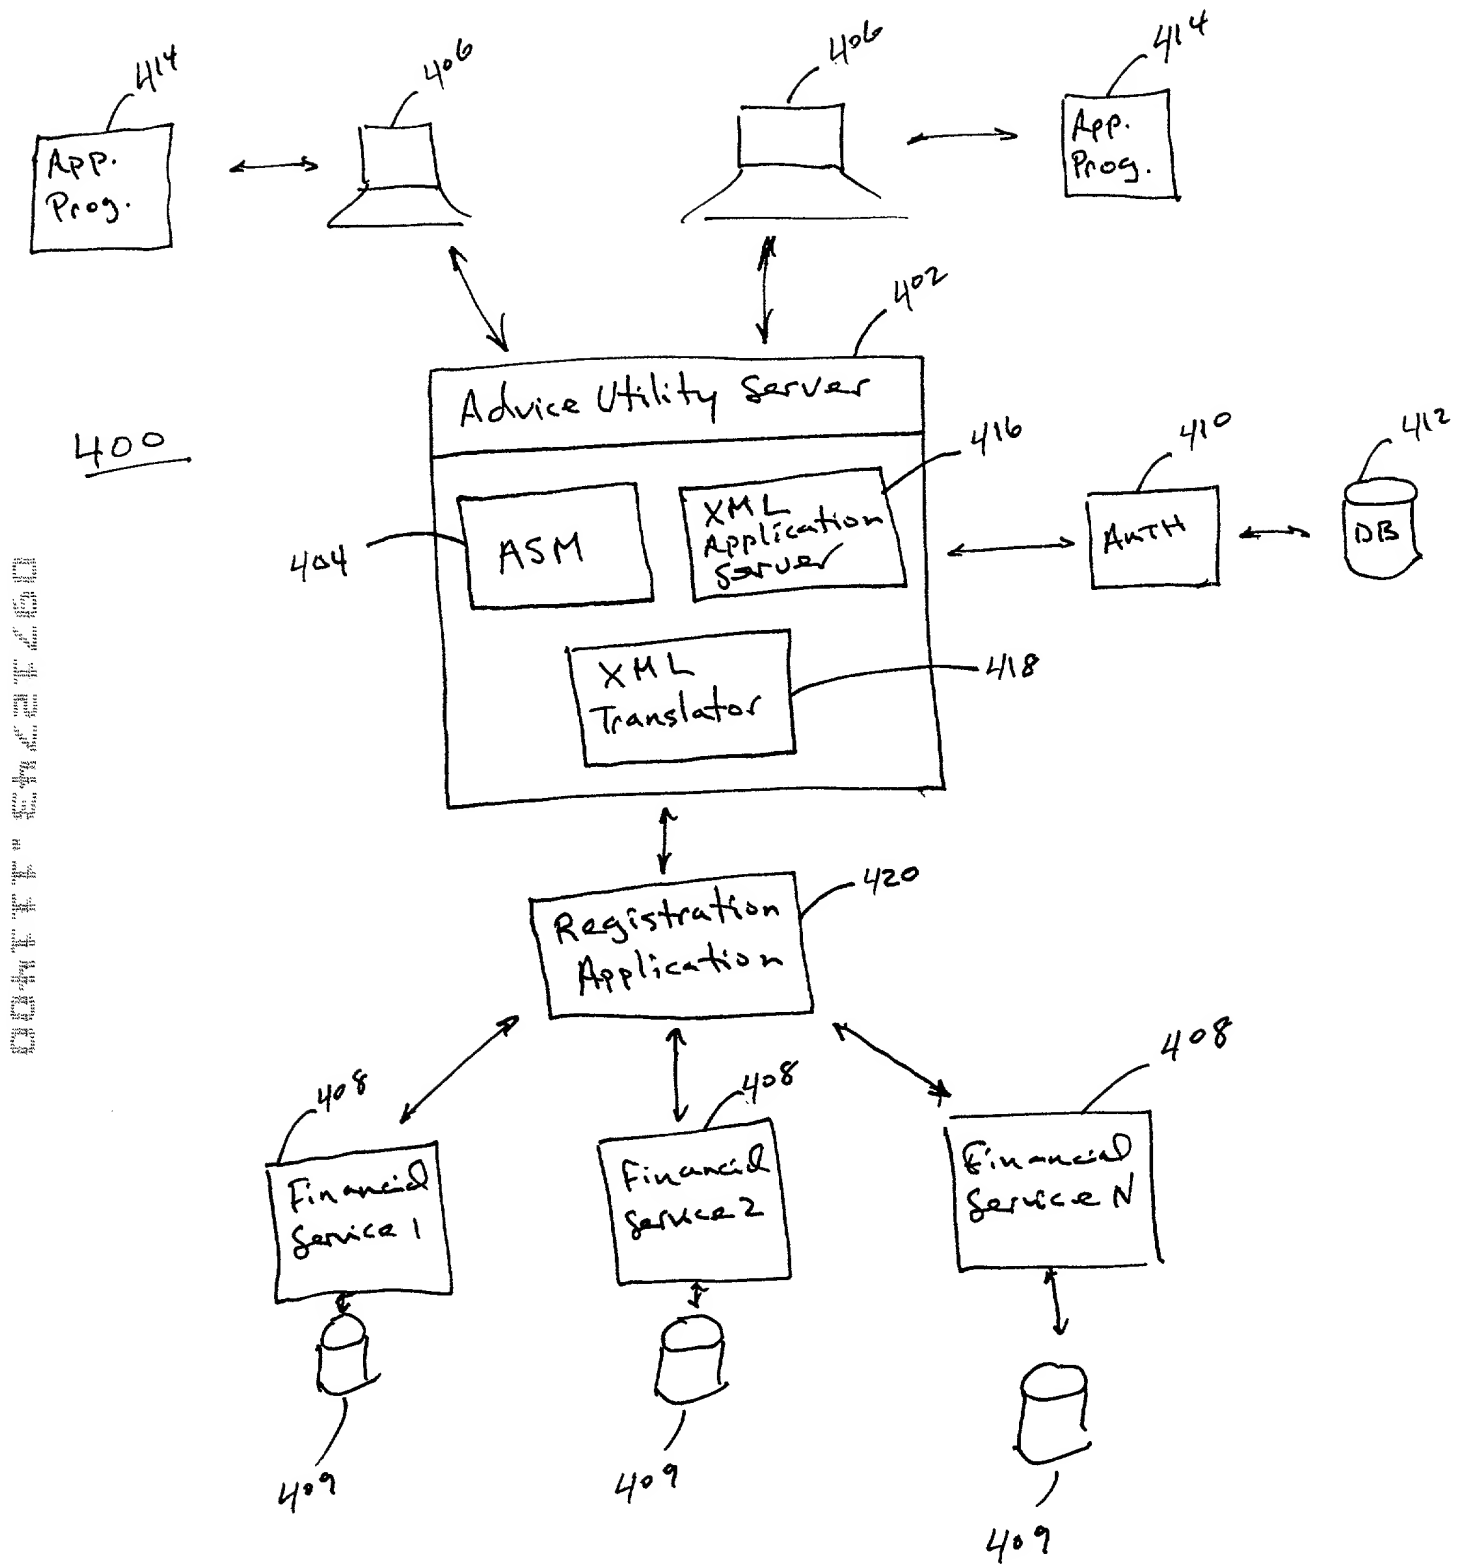 414
406
406
414
App.
Prog.
App.
Prog.
402
Advice Utility Server
400
416
410
412
404
ASM
XML
Application
Server
AUTH
DB
XML
Translator
418
09712743.111400
420
Registration
Application
408
408
408
Financial
Service 1
Financial
Service 2
Financial
Service N
409
409
409